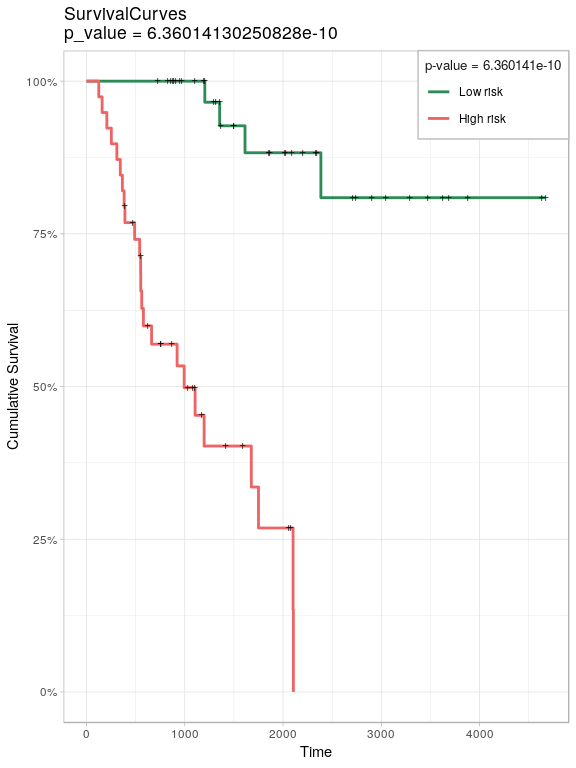 SurvivalCurves
p_value = 6.36014130250828e-10
p-value = 6.360141e-10
Low risk
HIgh risk
100%
75%
50%
25%
0%
Cumulative Survival
0
1000
2000
3000
4000
Time